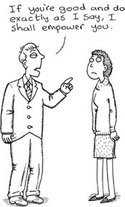 If you're good and do
exactly as I say, I
shall empower you.